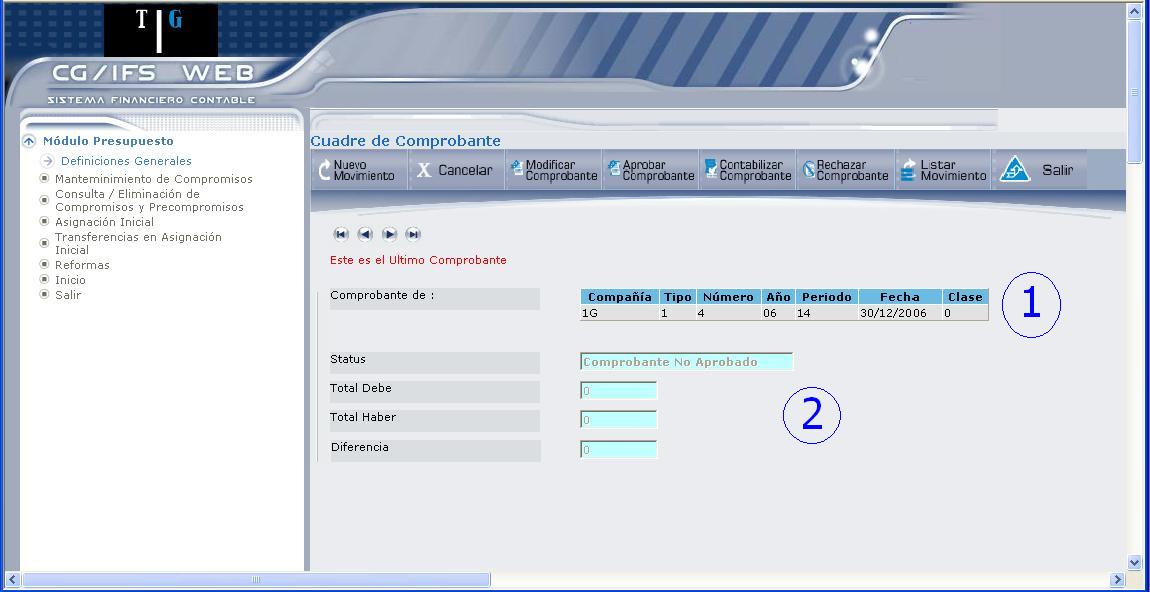 TG
CG/IFS WEB
SISTEMA FINANCIERO CONTABLE
Módulo Presupuesto
Definiciones Generales
Manteminimiento de Compromisos
Consulta / Eliminación de
Compromisos y Precompromisos
Asignación Inicial
Transferencias en Asignación
Inicial
Reformas
Inicio
Salir
Cuadre de Comprobante
Nuevo
Movimiento
X Cancelar
Modificar
Comprobante
Aprobar
Comprobante
Contabilizar
Comprobante
Rechazar
Comprobante
Listar
Movimiento
Salir
Este es el Ultimo Comprobante
Comprobante de :
Compañía Tipo Número Año Periodo Fecha Clase
1G 1 4 06 14 30/12/2006 0
1
Status Comprobante No Aprobado
Total Debe 0
Total Haber 0
2
Diferencia 0